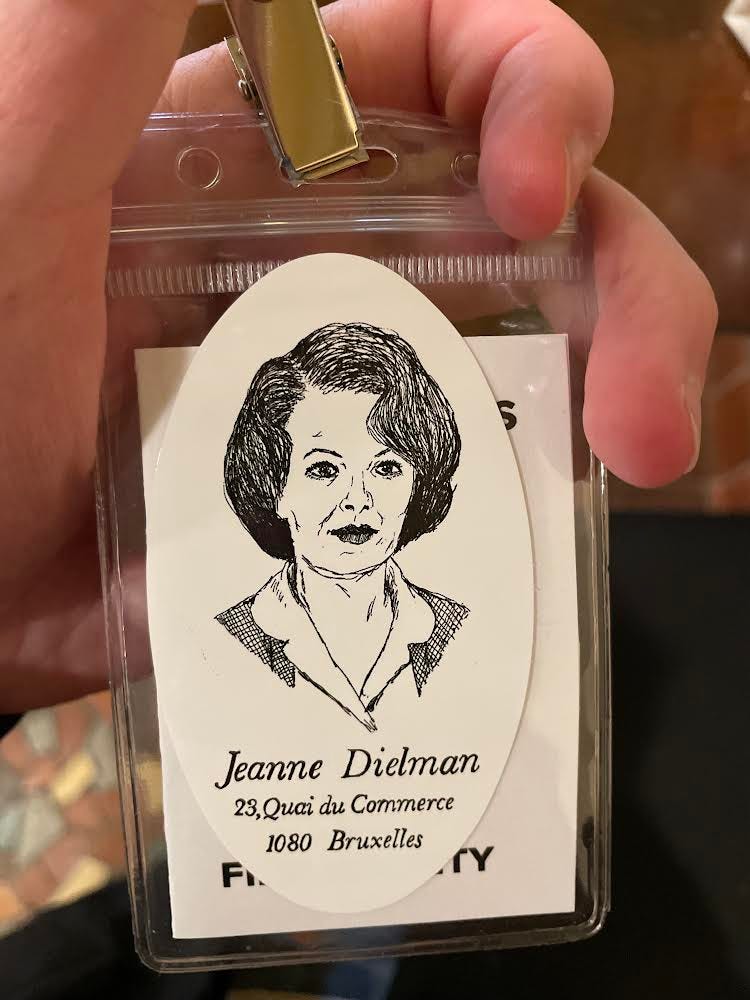 S
Jeanne Dielman
23,Quai du Commerce
1080 Bruxelles